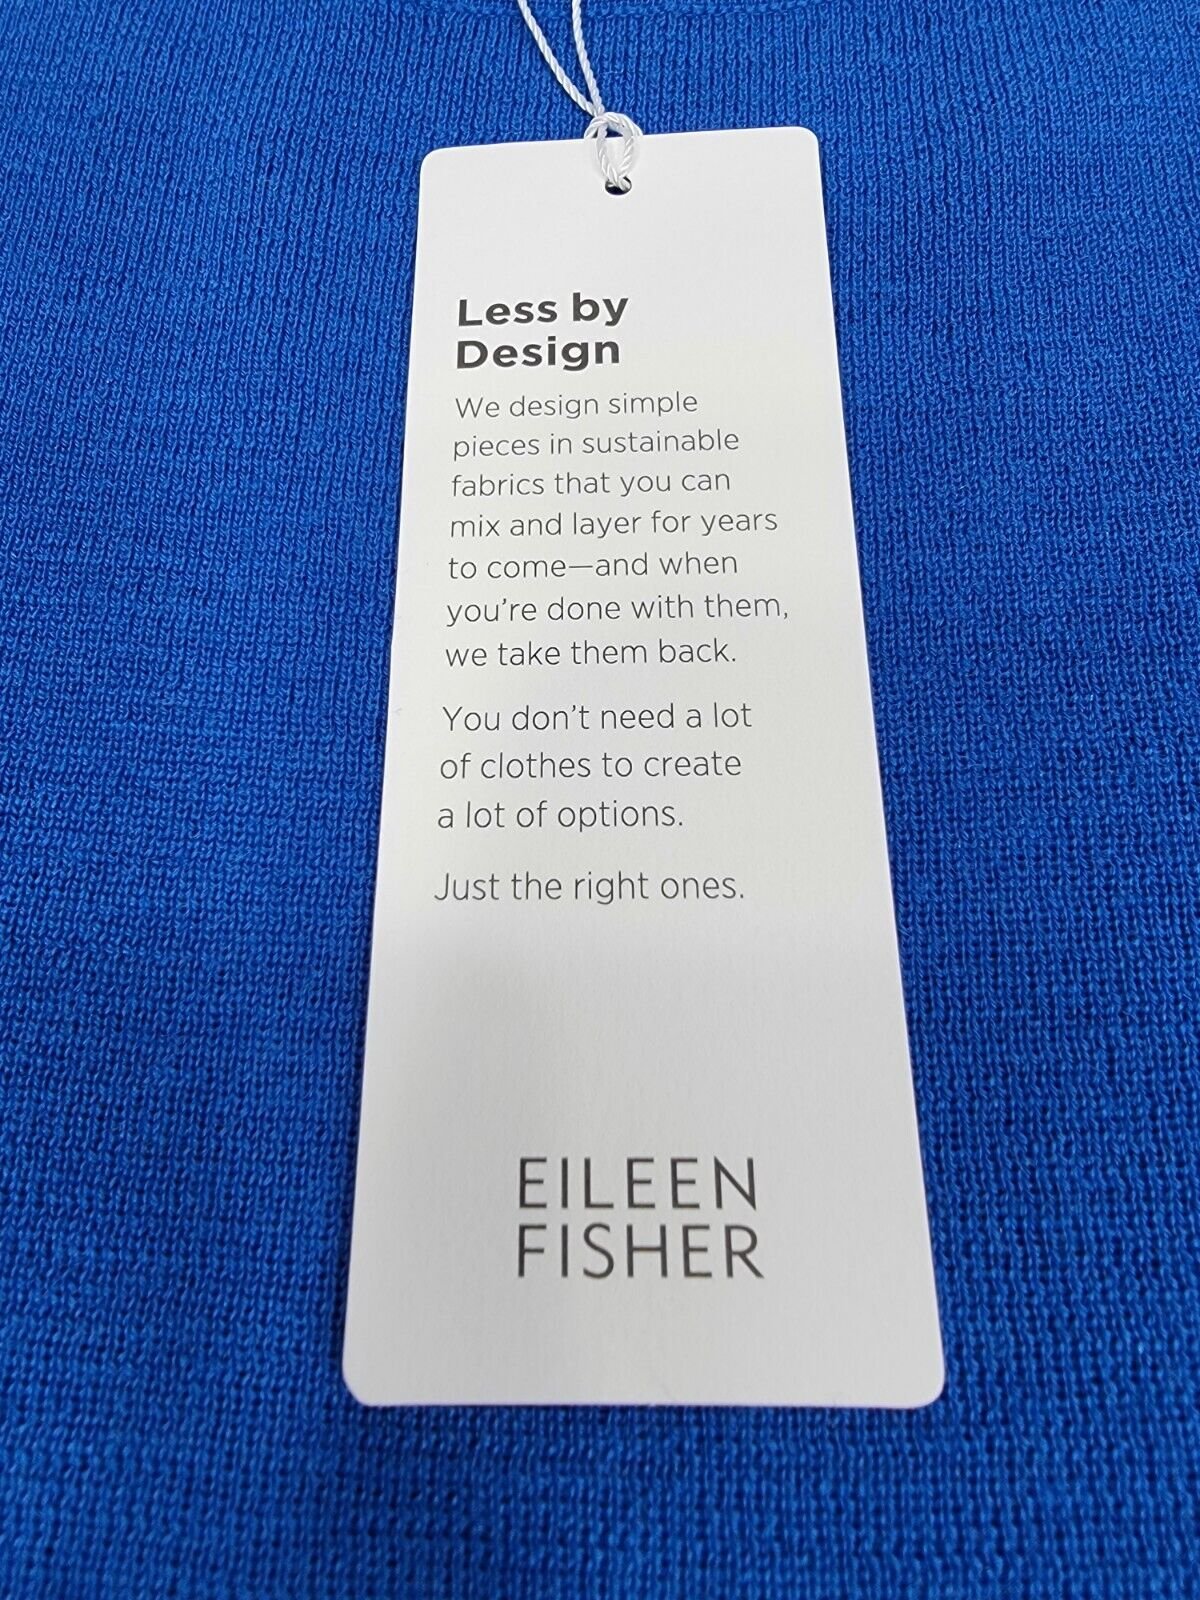 Less by
Design
We design simple
pieces in sustainable
fabrics that you can
mix and layer for years
to come—and when
you're done with them,
we take them back.
You don't need a lot
of clothes to create
a lot of options.
Just the right ones.
EILEEN
FISHER